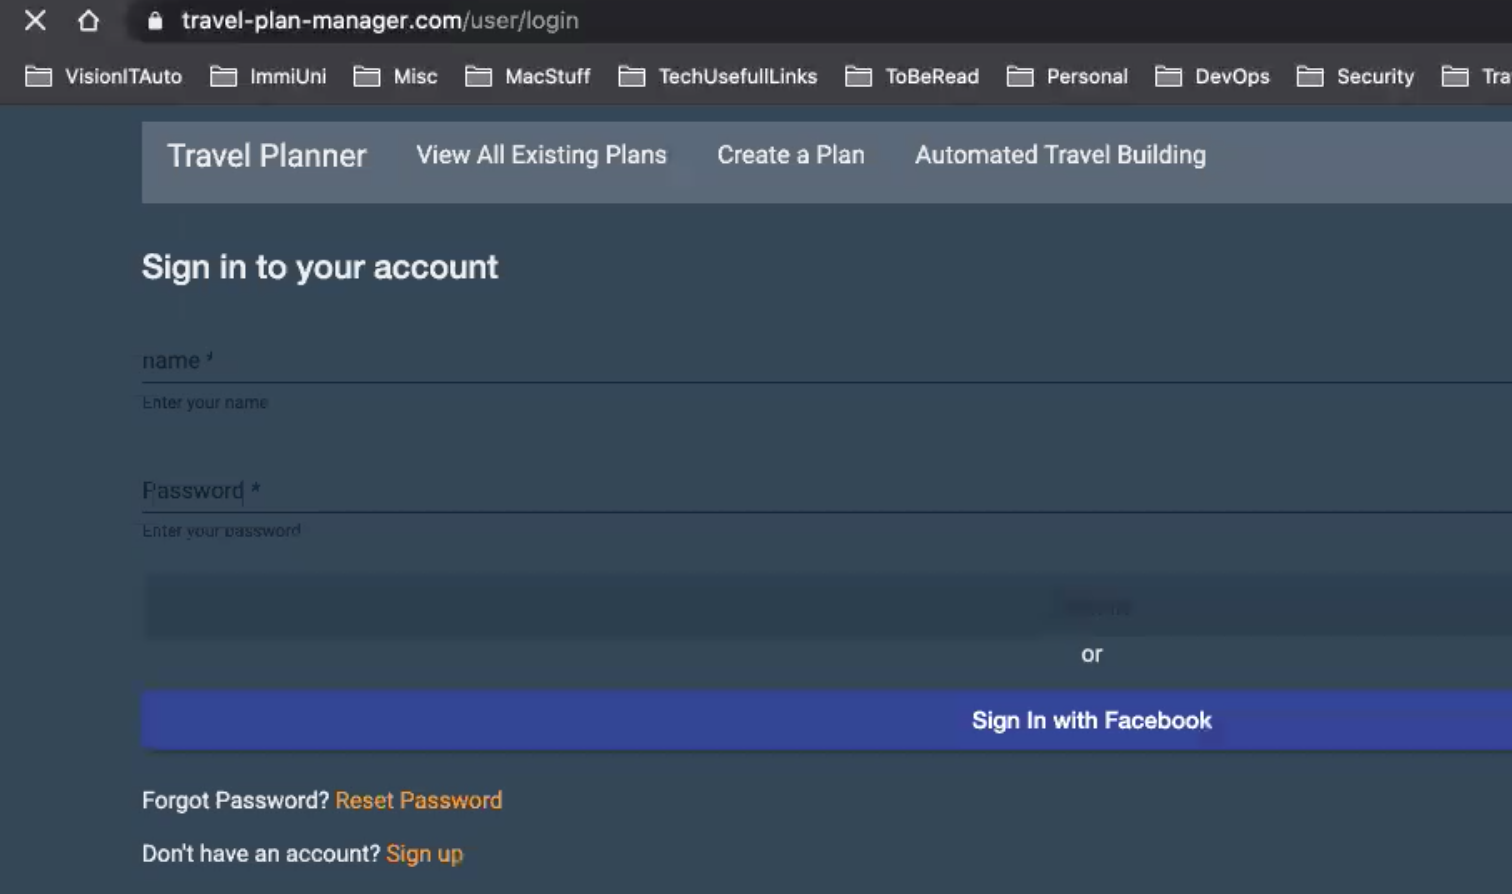 travel-plan-manager.com/user/login
VisionITAuto ImmiUni Misc MacStuff TechUsefullLinks ToBeRead Personal DevOps Security Tra
Travel Planner View All Existing Plans Create a Plan Automated Travel Building
Sign in to your account
name *
Enter your name
Password *
Enter your password
or
Sign In with Facebook
Forgot Password? Reset Password
Don't have an account? Sign up